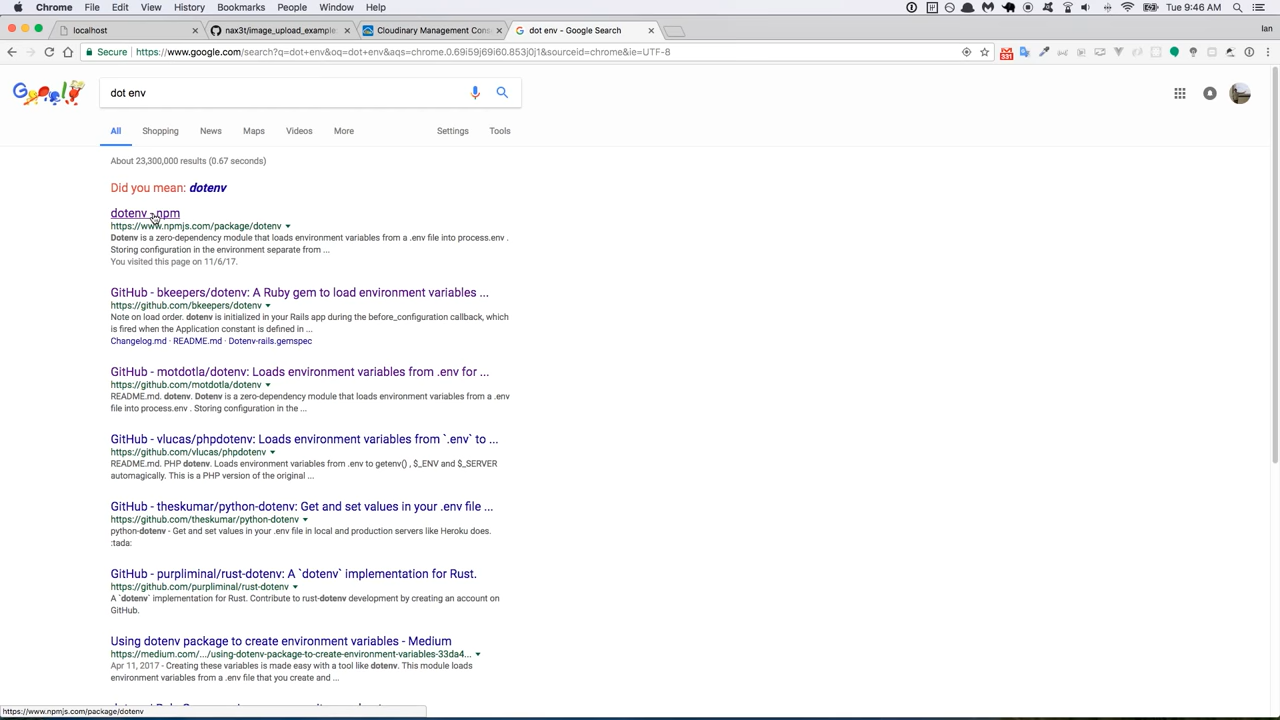 Chrome File Edit View History Bookmarks People Window Help Tue 9:46 AM
localhost nax3t/image_upload_example: Cloudinary Management Cons dot env - Google Search Ian
Secure https://www.google.com/search?q=dot+env&oq=dot+env&aqs=chrome.0.69i59j69i60.853j0j1&sourceid=chrome&ie=UTF-8 331
dot env
All Shopping News Maps Videos More Settings Tools
About 23,300,000 results (0.67 seconds)
Did you mean: dotenv
dotenv - npm
https://www.npmjs.com/package/dotenv
Dotenv is a zero-dependency module that loads environment variables from a .env file into process.env .
Storing configuration in the environment separate from ...
You visited this page on 11/6/17.
GitHub - bkeepers/dotenv: A Ruby gem to load environment variables ...
https://github.com/bkeepers/dotenv
Note on load order. dotenv is initialized in your Rails app during the before_configuration callback, which
is fired when the Application constant is defined in ...
Changelog.md · README.md · Dotenv-rails.gemspec
GitHub - motdotla/dotenv: Loads environment variables from .env for ...
https://github.com/motdotla/dotenv
README.md. dotenv. Dotenv is a zero-dependency module that loads environment variables from a .env
file into process.env . Storing configuration in the ...
GitHub - vlucas/phpdotenv: Loads environment variables from `.env` to ...
https://github.com/vlucas/phpdotenv
README.md. PHP dotenv. Loads environment variables from .env to getenv() , $_ENV and $_SERVER
automagically. This is a PHP version of the original ...
GitHub - theskumar/python-dotenv: Get and set values in your .env file ...
https://github.com/theskumar/python-dotenv
python-dotenv - Get and set values in your .env file in local and production servers like Heroku does.
:tada:
GitHub - purpliminal/rust-dotenv: A `dotenv` implementation for Rust.
https://github.com/purpliminal/rust-dotenv
A `dotenv` implementation for Rust. Contribute to rust-dotenv development by creating an account on
GitHub.
Using dotenv package to create environment variables - Medium
https://medium.com/.../using-dotenv-package-to-create-environment-variables-33da4...
Apr 11, 2017 - Creating these variables is made easy with a tool like dotenv. This module loads
environment variables from a .env file that you create and ...
https://www.npmjs.com/package/dotenv